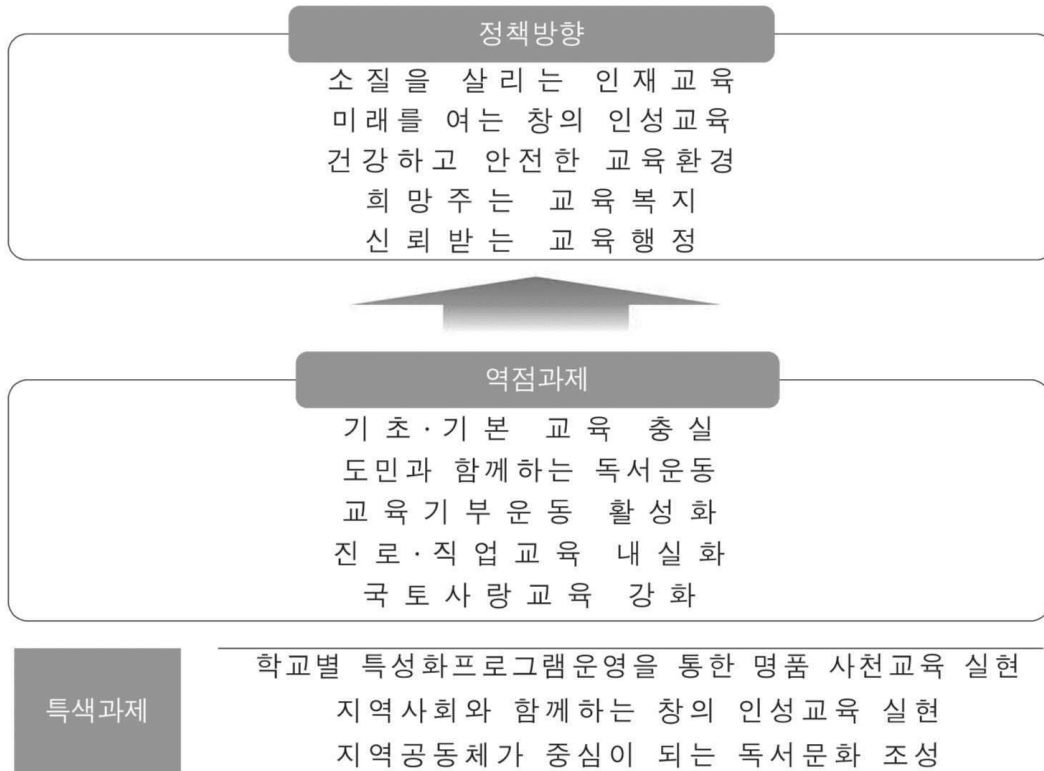 정책방향
소질을 살리는 인재교육
미래를 여는 창의 인성교육
건강하고 안전한 교육환경
희망주는 교육복지
신뢰받는 교육행정
역점과제
기초·기본 교육 충실
도민과 함께하는 독서운동
교육기부운동 활성화
진로·직업교육 내실화
국토사랑교육 강화
특색과제
학교별 특성화프로그램운영을 통한 명품 사천교육 실현
지역사회와 함께하는 창의 인성교육 실현
지역공동체가 중심이 되는 독서문화 조성